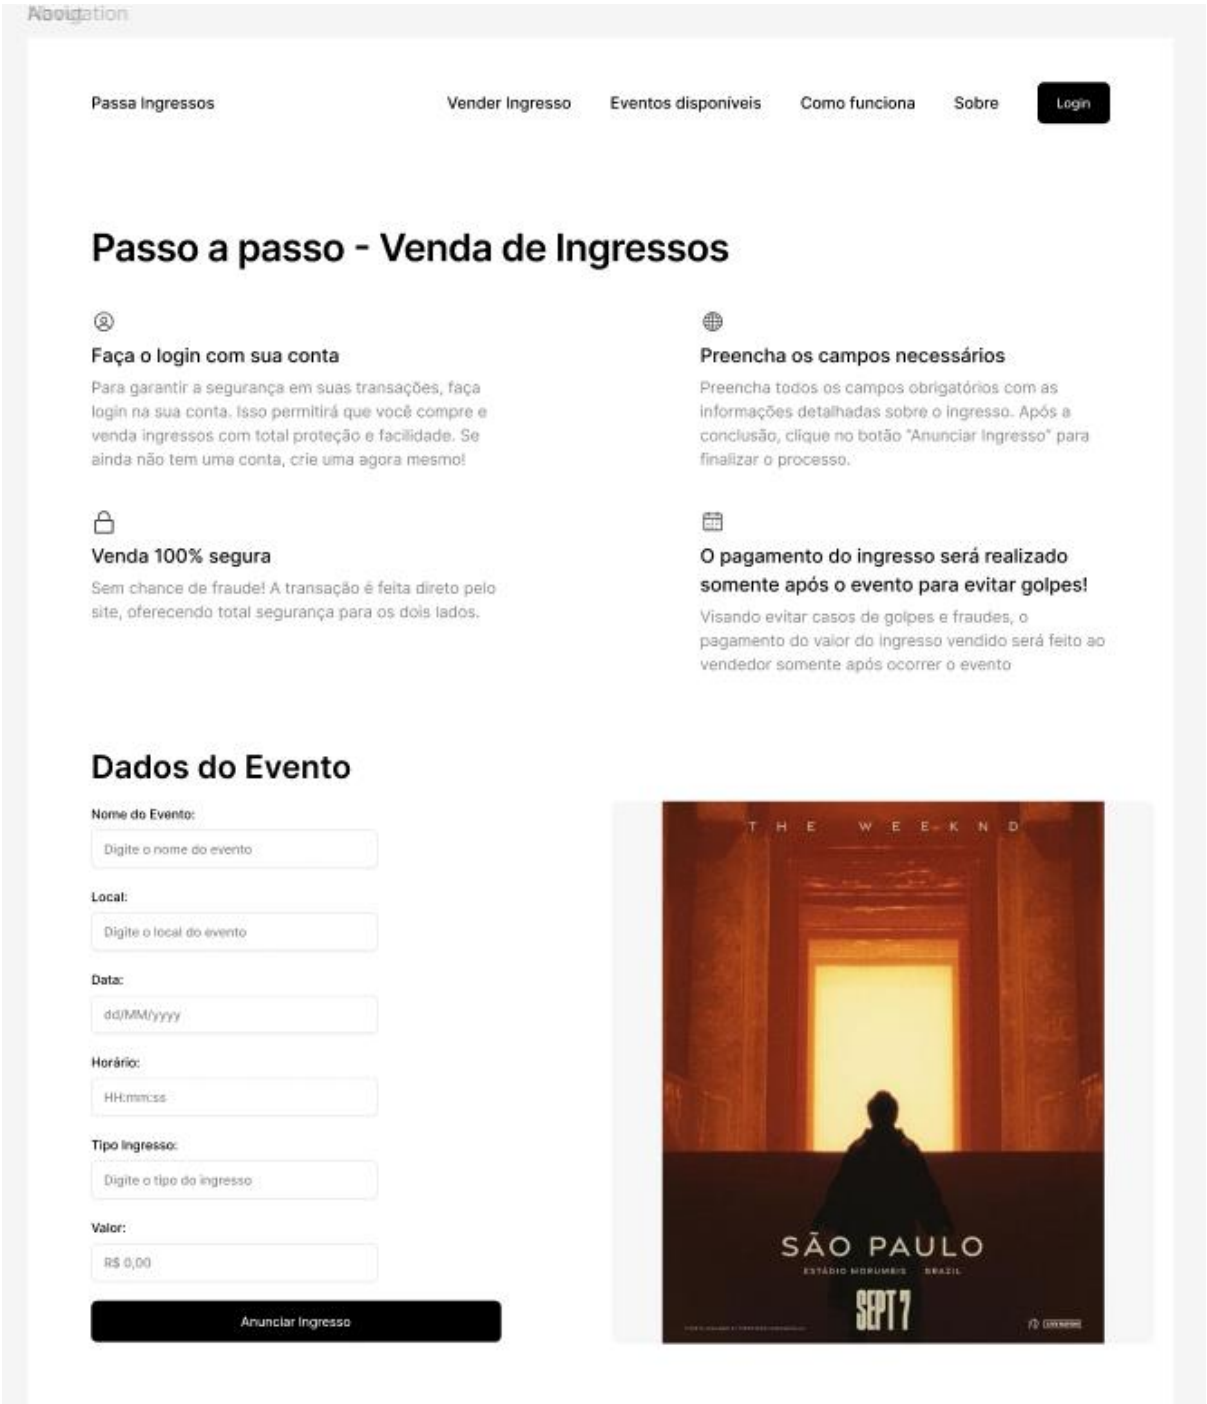 Passa Ingressos
Vender Ingresso
Eventos disponíveis
Como funciona
Sobre
Login
Passo a passo - Venda de Ingressos
Faça o login com sua conta
Para garantir a segurança em suas transações, faça
login na sua conta. Isso permitirá que você compre e
venda ingressos com total proteção e facilidade. Se
ainda não tem uma conta, crie uma agora mesmo!
Preencha os campos necessários
Preencha todos os campos obrigatórios com as
informações detalhadas sobre o ingresso. Após a
conclusão, clique no botão "Anunciar Ingresso" para
finalizar o processo.
Venda 100% segura
Sem chance de fraude! A transação é feita direto pelo
site, oferecendo total segurança para os dois lados.
O pagamento do ingresso será realizado
somente após o evento para evitar golpes!
Visando evitar casos de golpes e fraudes, o
pagamento do valor do ingresso vendido será feito ao
vendedor somente após ocorrer o evento
Dados do Evento
Nome do Evento:
Digite o nome do evento
Local:
Digite o local do evento
Data:
dd/MM/yyyy
Horário:
HH:mm:ss
Tipo Ingresso:
Digite o tipo do ingresso
Valor:
R$ 0,00
Anunciar Ingresso
THE WEEKND
SÃO PAULO
ESTÁDIO MORUMBIS BRAZIL
SEPT 7
LIVE NATION